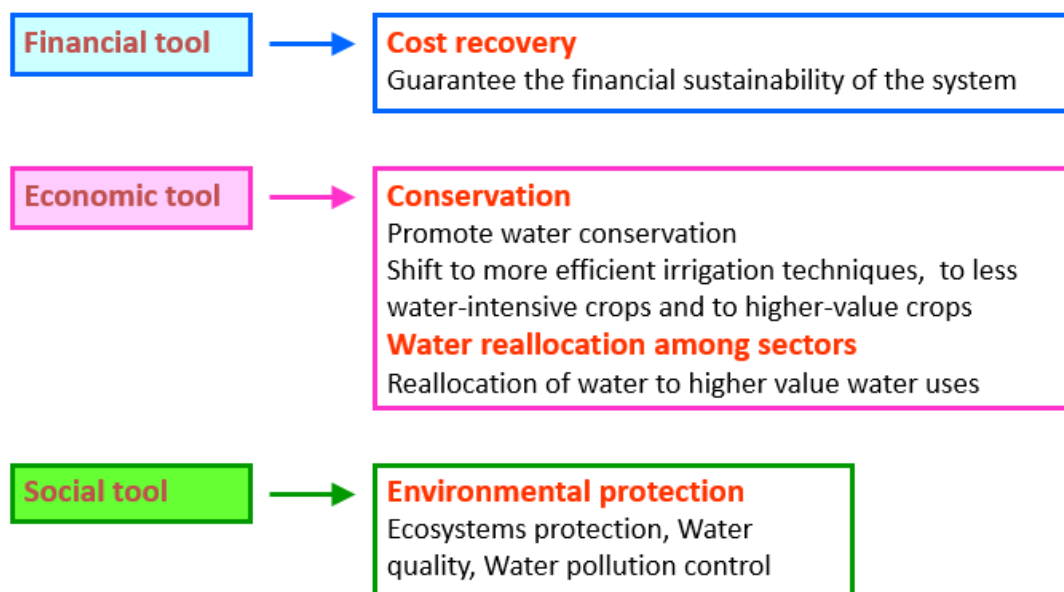 Financial tool
Cost recovery
Guarantee the financial sustainability of the system
Economic tool
Conservation
Promote water conservation
Shift to more efficient irrigation techniques,  to less
water-intensive crops and to higher-value crops
Water reallocation among sectors
Reallocation of water to higher value water uses
Social tool
Environmental protection
Ecosystems protection, Water
quality, Water pollution control